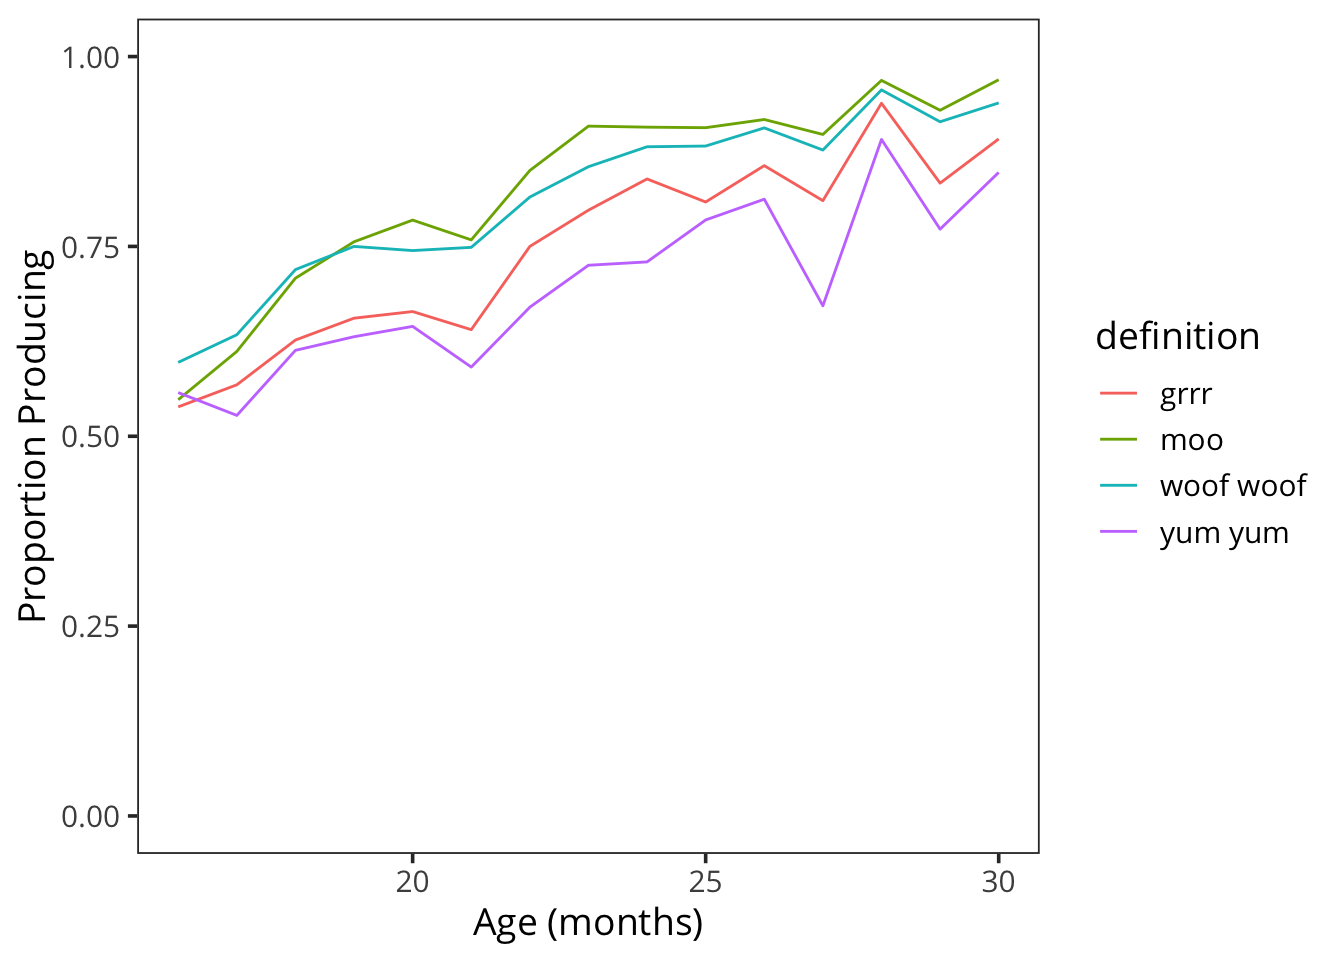 Proportion Producing
1.00
0.75
0.50
0.25
0.00
20 25 30
Age (months)
definition
grrr
moo
woof woof
yum yum